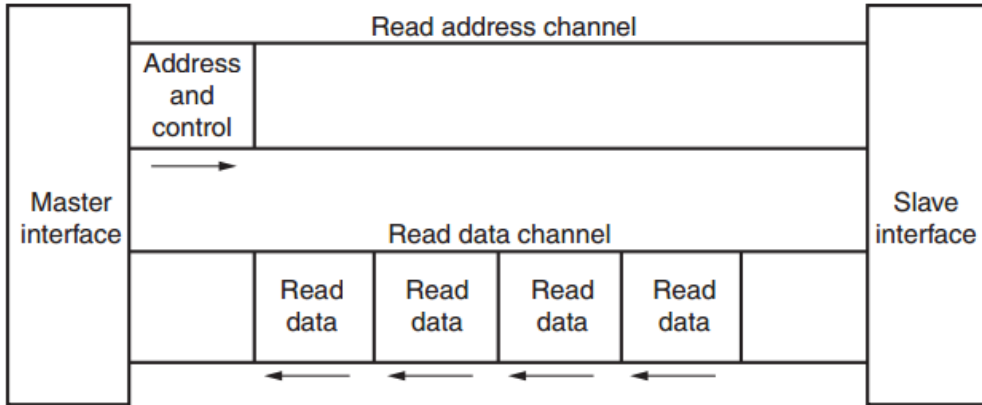 Read address channel
Address
and
control
Master
interface
Slave
interface
Read data channel
Read
data
Read
data
Read
data
Read
data